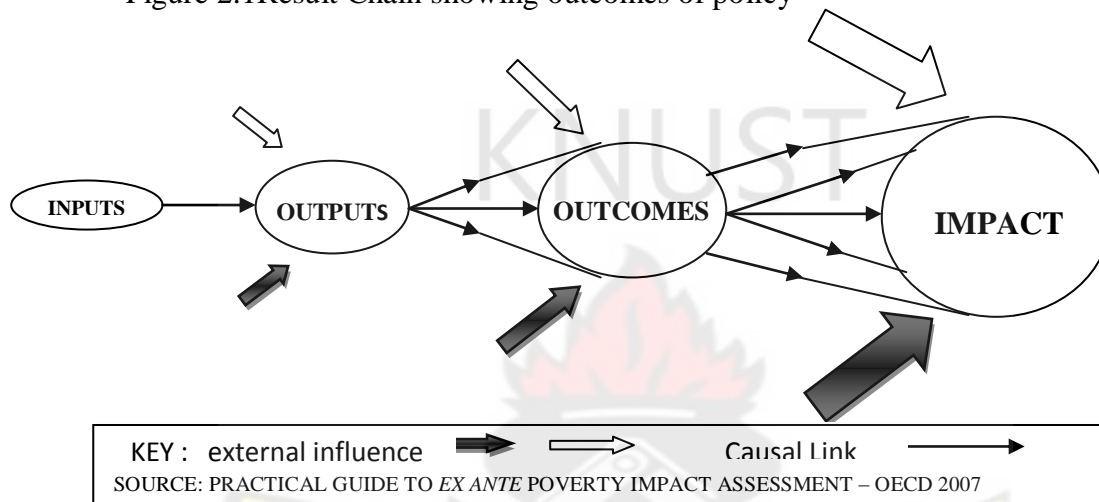 Figure 2.1Result Chain showing outcomes of policy
KNUST
INPUTS
OUTPUTS
OUTCOMES
IMPACT
KEY : external influence
Causal Link
SOURCE: PRACTICAL GUIDE TO EX ANTE POVERTY IMPACT ASSESSMENT – OECD 2007